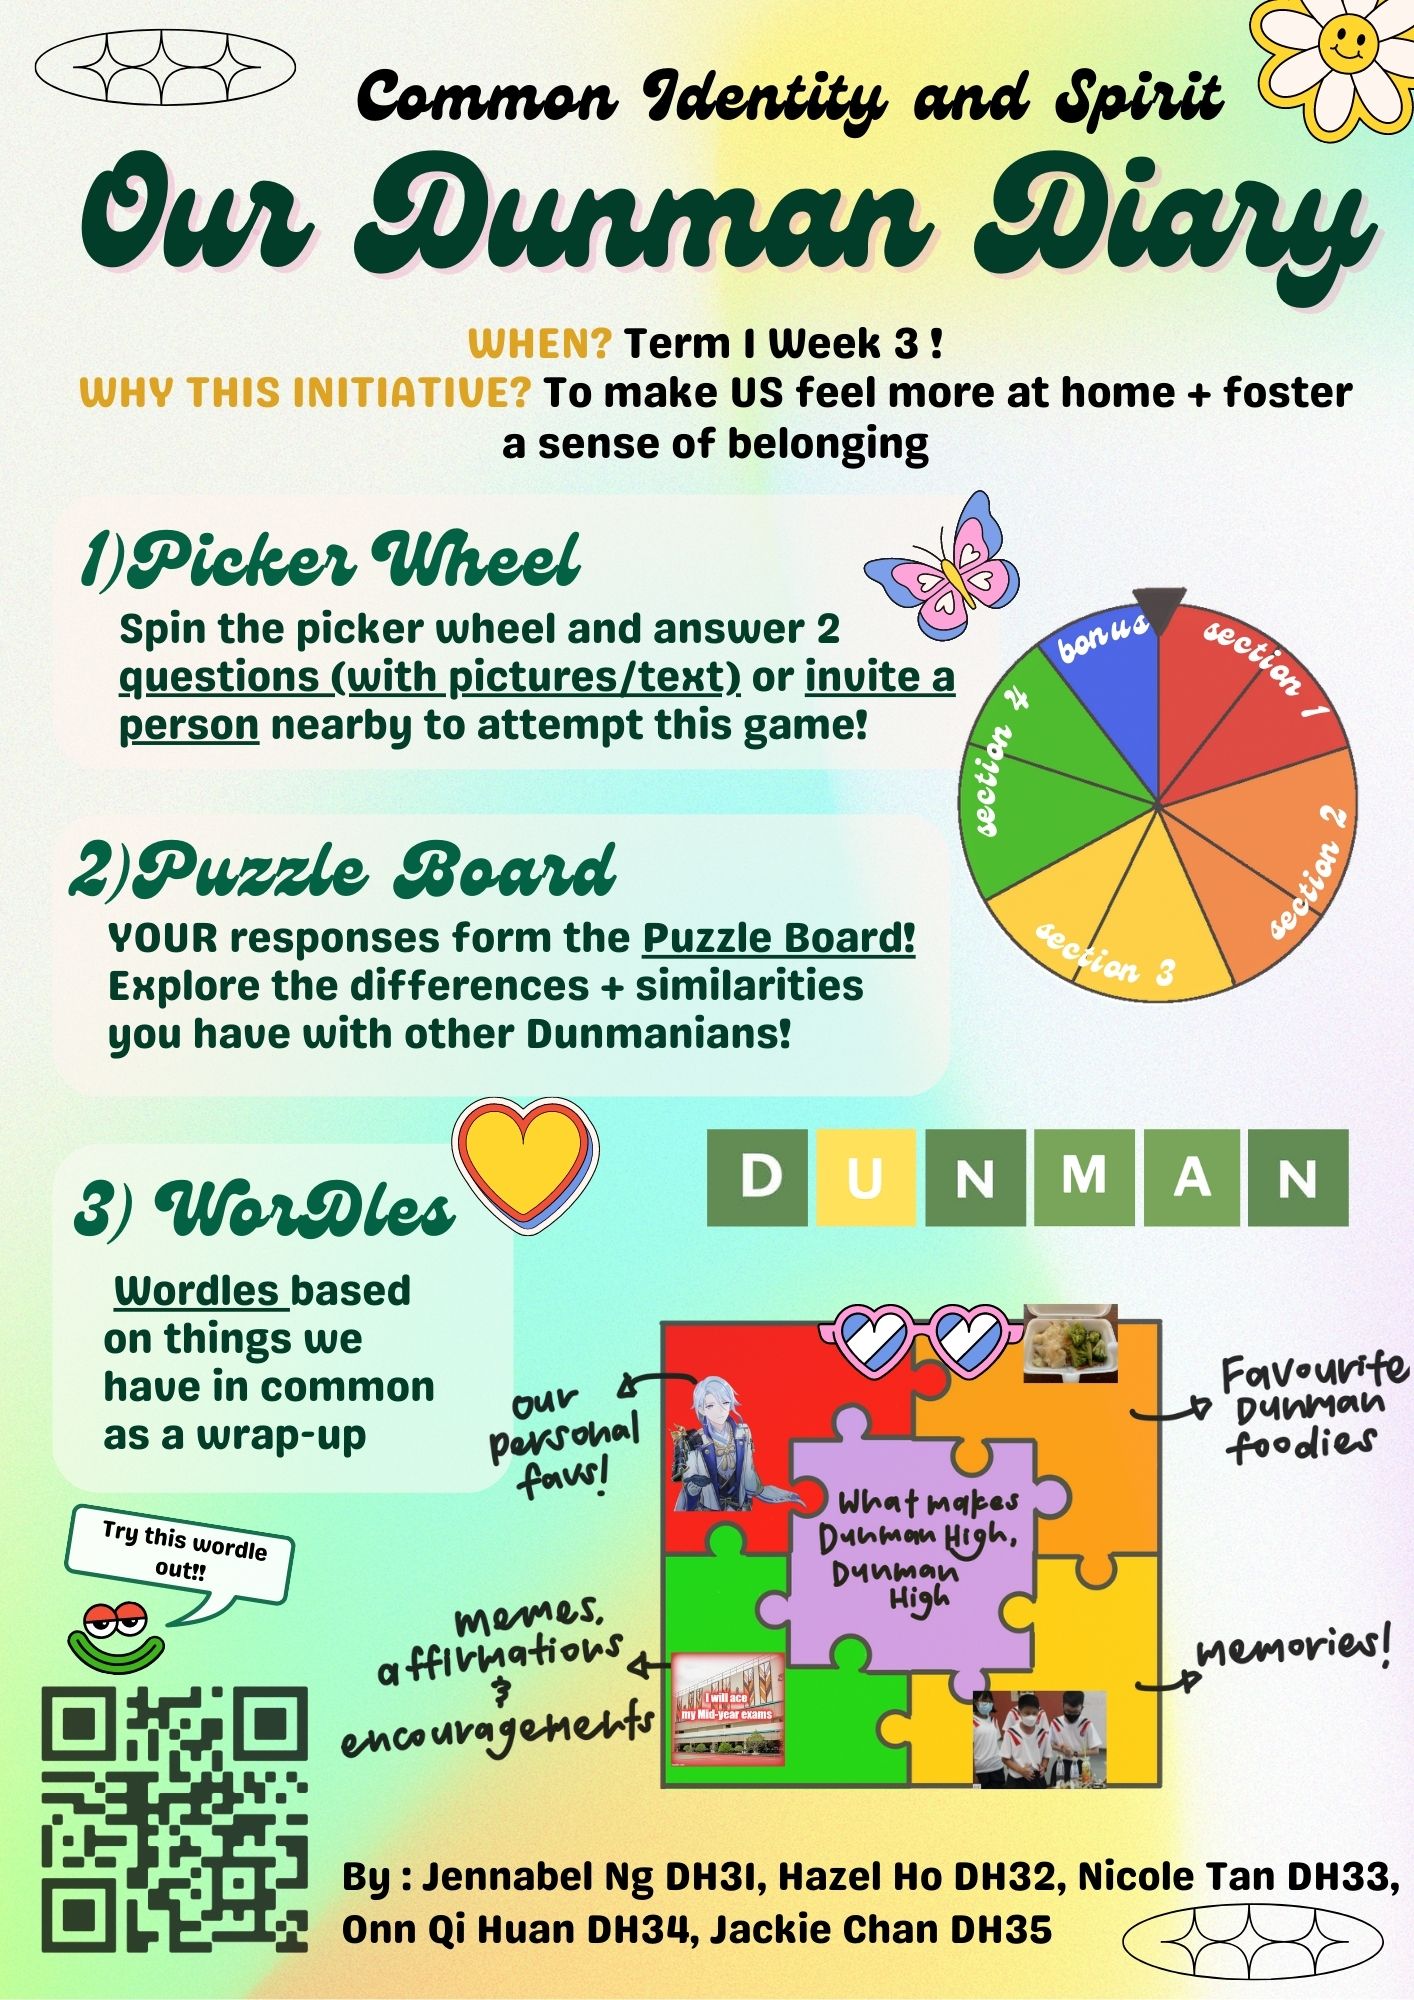 Common Identity and Spirit
Our Dunman Diary
WHEN? Term 1 Week 3 !
WHY THIS INITIATIVE? To make US feel more at home + foster
a sense of belonging
1)Picker Wheel
Spin the picker wheel and answer 2
questions (with pictures/text) or invite a
person nearby to attempt this game!
bonus
section 1
section 2
section 3
section 4
2)Puzzle Board
YOUR responses form the Puzzle Board!
Explore the differences + similarities
you have with other Dunmanians!
DUNMAN
3) WorDles
Wordles based
on things we
have in common
as a wrap-up
our
personal
favs!
Favourite
Dunman
foodies
What makes
Dunman High,
Dunman
High
memes,
affirmations
&
encouragements
I will ace
my Mid-year exams
memories!
Try this wordle
out!!
By : Jennabel Ng DH31, Hazel Ho DH32, Nicole Tan DH33,
Onn Qi Huan DH34, Jackie Chan DH35